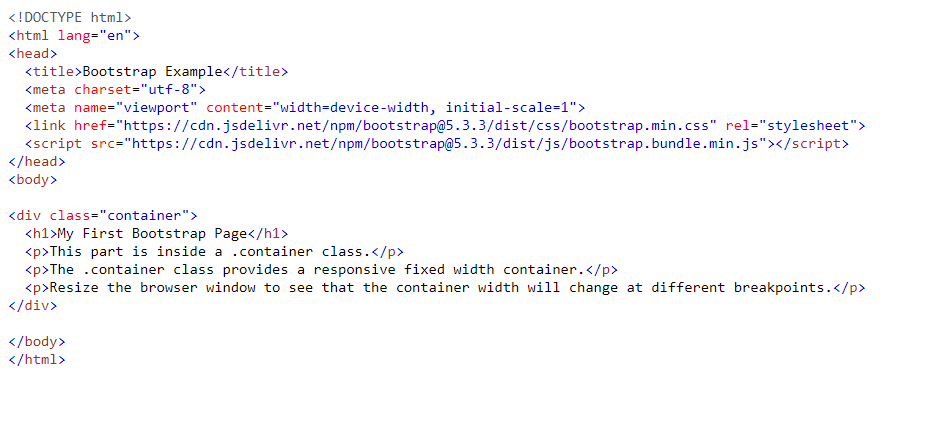 <!DOCTYPE html>
<html lang="en">
<head>
  <title>Bootstrap Example</title>
  <meta charset="utf-8">
  <meta name="viewport" content="width=device-width, initial-scale=1">
  <link href="https://cdn.jsdelivr.net/npm/bootstrap@5.3.3/dist/css/bootstrap.min.css" rel="stylesheet">
  <script src="https://cdn.jsdelivr.net/npm/bootstrap@5.3.3/dist/js/bootstrap.bundle.min.js"></script>
</head>
<body>

<div class="container">
  <h1>My First Bootstrap Page</h1>
  <p>This part is inside a .container class.</p>
  <p>The .container class provides a responsive fixed width container.</p>
  <p>Resize the browser window to see that the container width will change at different breakpoints.</p>
</div>

</body>
</html>